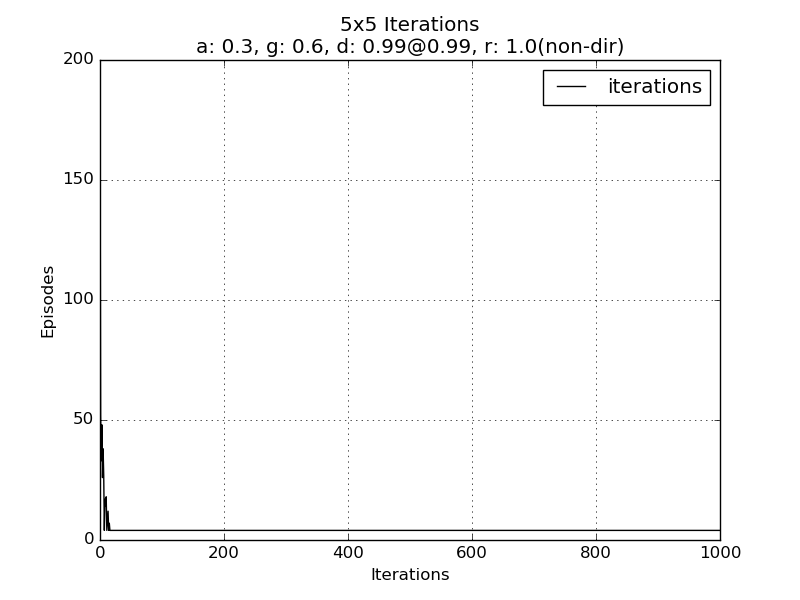 5x5 Iterations
a: 0.3, g: 0.6, d: 0.99@0.99, r: 1.0(non-dir)
iterations
200
150
100
50
0
Episodes
0 200 400 600 800 1000
Iterations